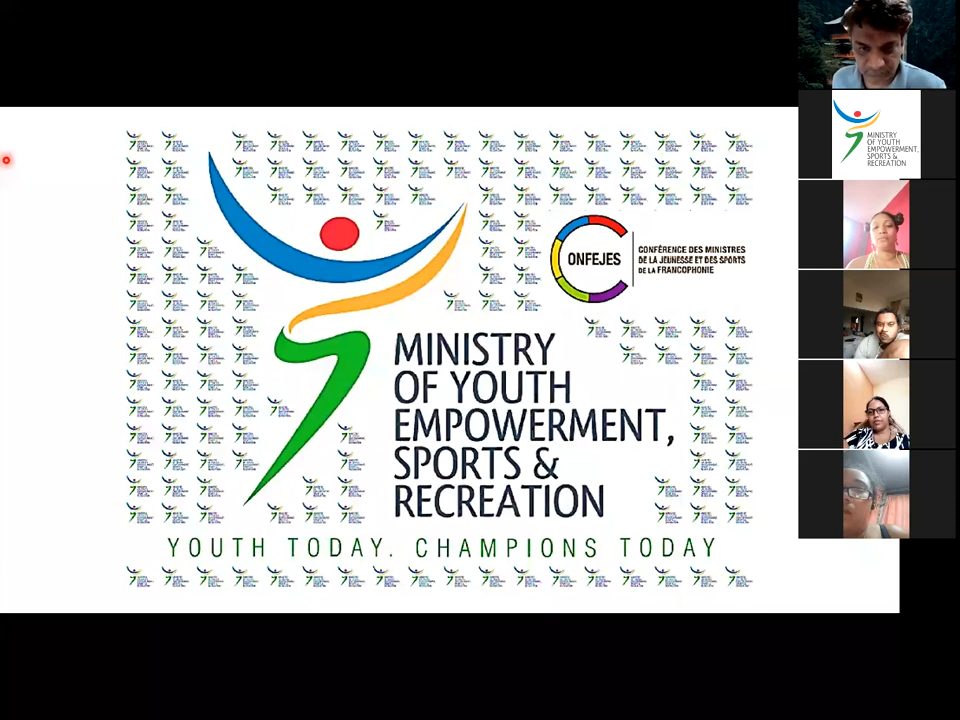 ONFEJES
CONFÉRENCE DES MINISTRES
DE LA JEUNESSE ET DES SPORTS
DE LA FRANCOPHONIE
MINISTRY
OF YOUTH
EMPOWERMENT,
SPORTS &
RECREATION
YOUTH TODAY. CHAMPIONS TODAY
MINISTRY
OF YOUTH
EMPOWERMENT,
SPORTS &
RECREATION